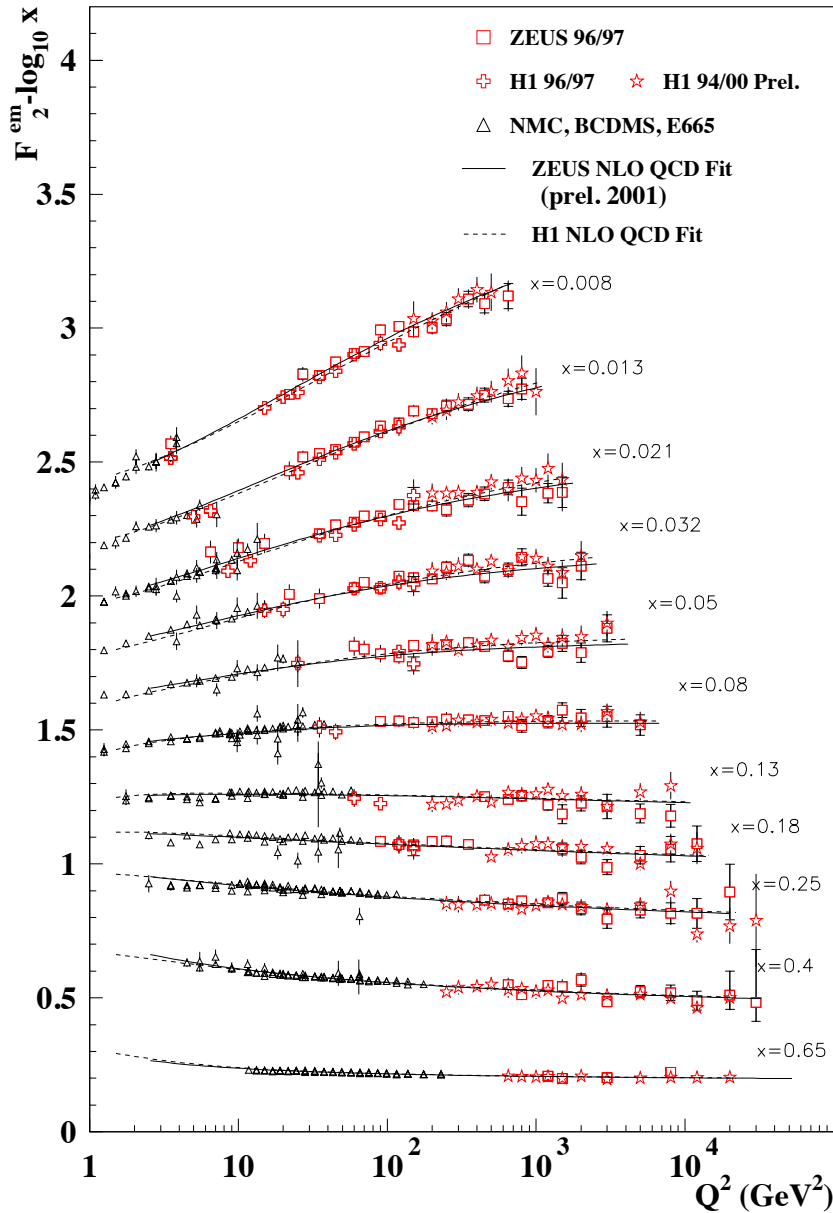 F₂ᵉᵐ-log₁₀ x
4
3.5
3
2.5
2
1.5
1
0.5
0
ZEUS 96/97
H1 96/97 H1 94/00 Prel.
NMC, BCDMS, E665
ZEUS NLO QCD Fit
(prel. 2001)
H1 NLO QCD Fit
x=0.008
x=0.013
x=0.021
x=0.032
x=0.05
x=0.08
x=0.13
x=0.18
x=0.25
x=0.4
x=0.65
1 10 10² 10³ 10⁴
Q² (GeV²)